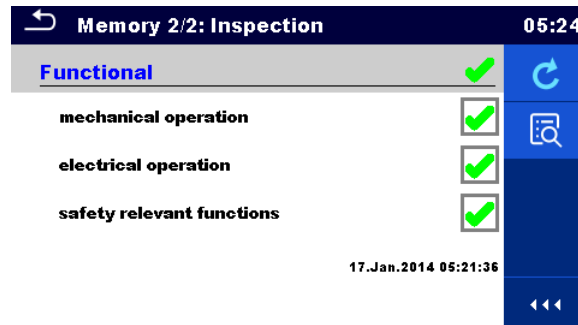 Memory 2/2: Inspection 05:24
Functional
mechanical operation
electrical operation
safety relevant functions
17.Jan.2014 05:21:36